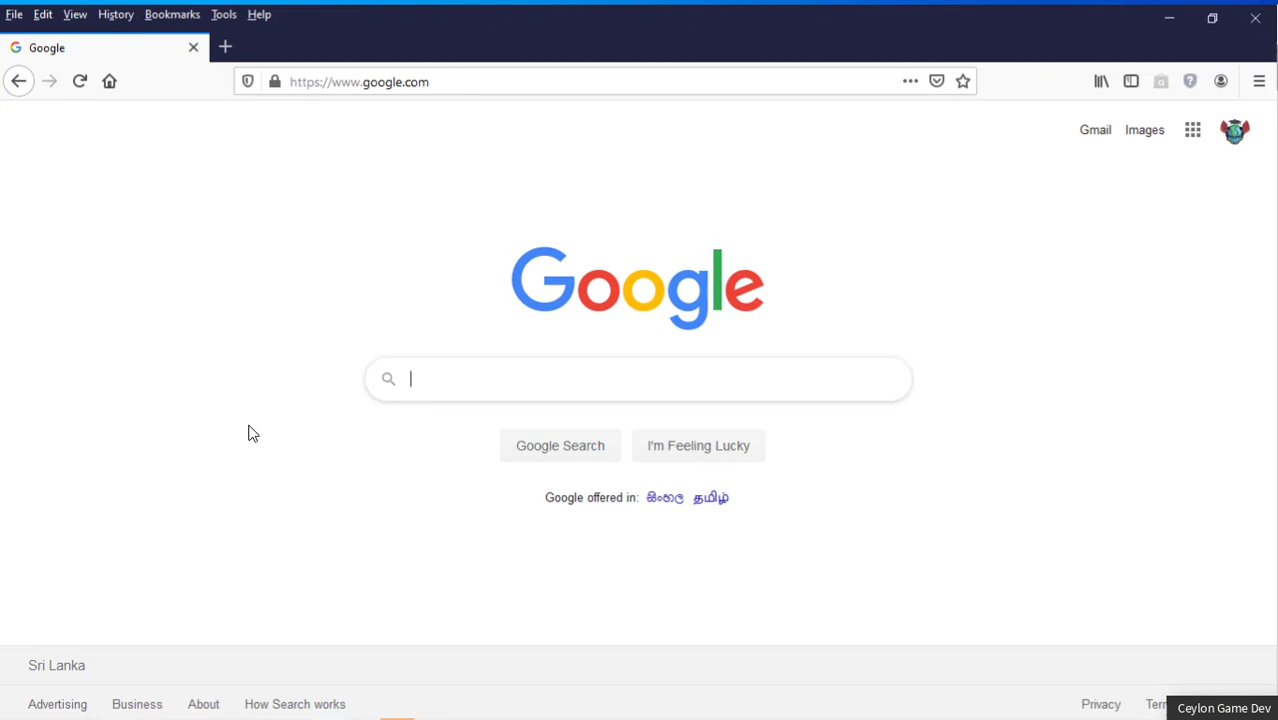 File Edit View History Bookmarks Tools Help
Google
https://www.google.com
Gmail Images
Google
Google Search I'm Feeling Lucky
Google offered in: සිංහල தமிழ்
Sri Lanka
Advertising Business About How Search works Privacy
Ceylon Game Dev